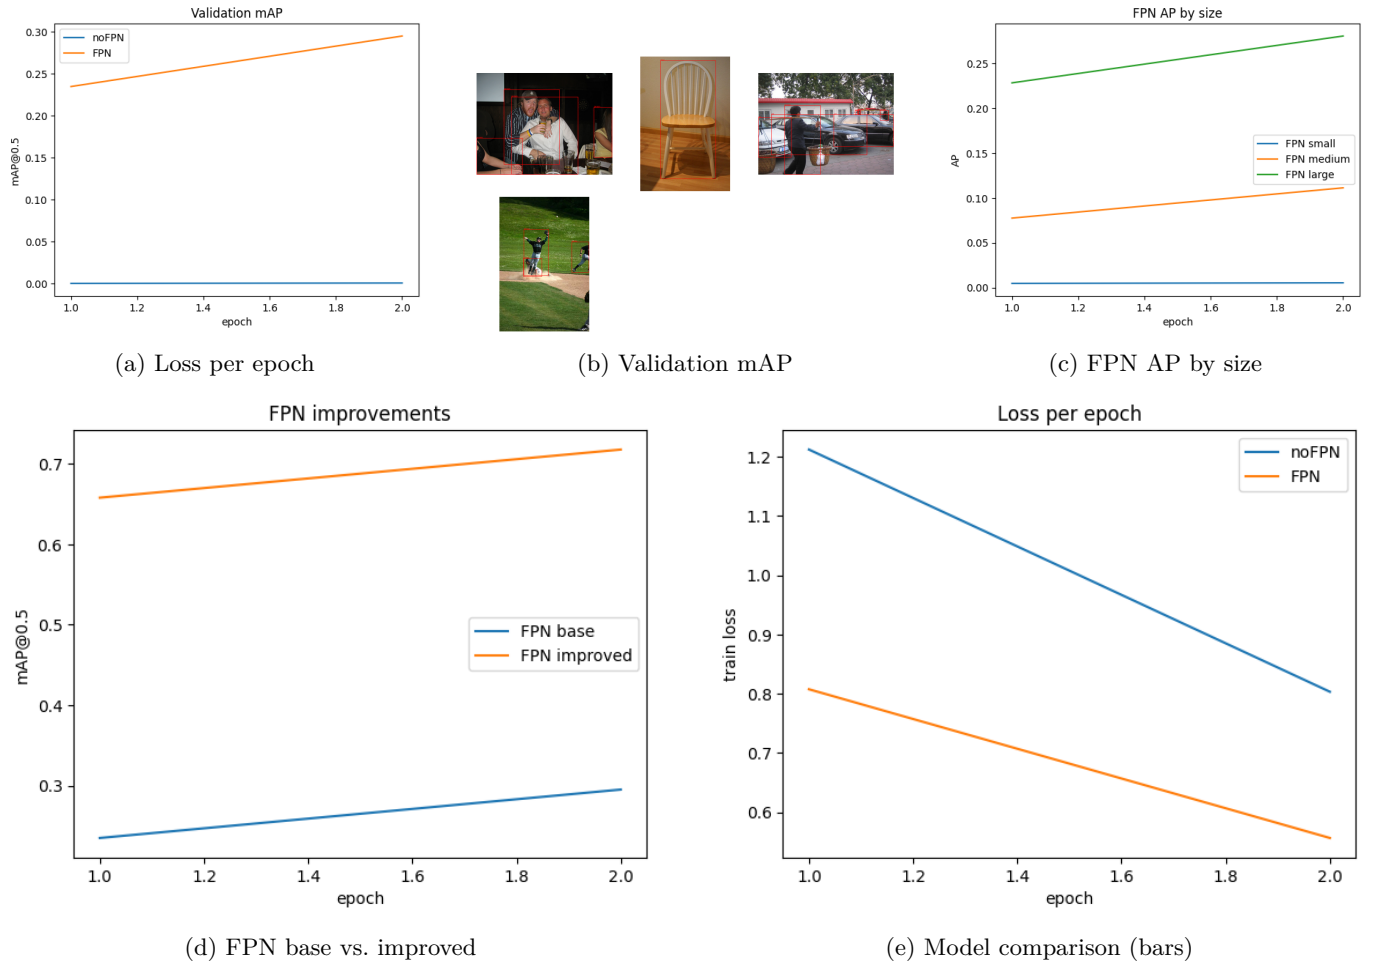 Validation mAP
0.30
0.25
0.20
0.15
0.10
0.05
0.00
mAP@0.5
noFPN
FPN
1.0 1.2 1.4 1.6 1.8 2.0
epoch
(a) Loss per epoch
(b) Validation mAP
FPN AP by size
0.25
0.20
0.15
0.10
0.05
0.00
AP
FPN small
FPN medium
FPN large
1.0 1.2 1.4 1.6 1.8 2.0
epoch
(c) FPN AP by size
FPN improvements
0.7
0.6
0.5
0.4
0.3
mAP@0.5
FPN base
FPN improved
1.0 1.2 1.4 1.6 1.8 2.0
epoch
(d) FPN base vs. improved
Loss per epoch
1.2
1.1
1.0
0.9
0.8
0.7
0.6
train loss
noFPN
FPN
1.0 1.2 1.4 1.6 1.8 2.0
epoch
(e) Model comparison (bars)